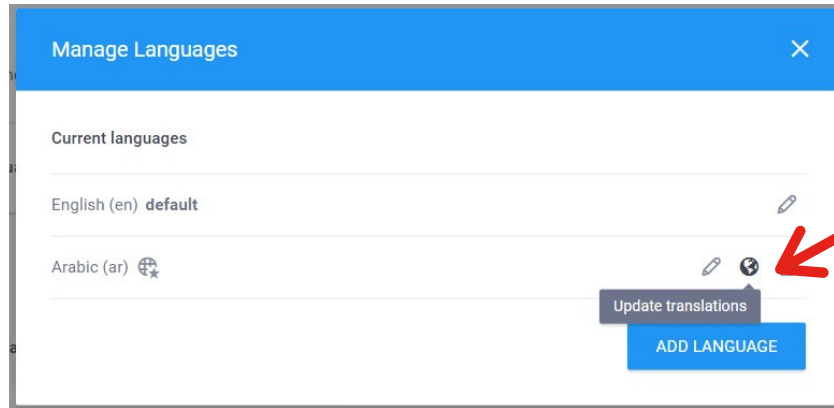 Manage Languages
Current languages
English (en) default
Arabic (ar)
Update translations
ADD LANGUAGE